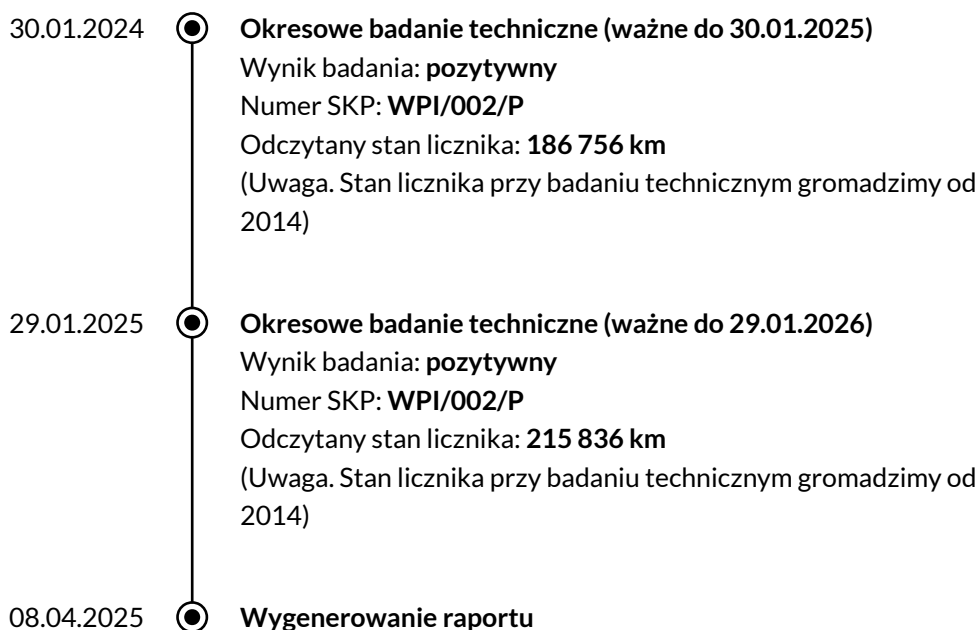 30.01.2024 Okresowe badanie techniczne (ważne do 30.01.2025)
Wynik badania: pozytywny
Numer SKP: WPI/002/P
Odczytany stan licznika: 186 756 km
(Uwaga. Stan licznika przy badaniu technicznym gromadzimy od
2014)
29.01.2025 Okresowe badanie techniczne (ważne do 29.01.2026)
Wynik badania: pozytywny
Numer SKP: WPI/002/P
Odczytany stan licznika: 215 836 km
(Uwaga. Stan licznika przy badaniu technicznym gromadzimy od
2014)
08.04.2025 Wygenerowanie raportu